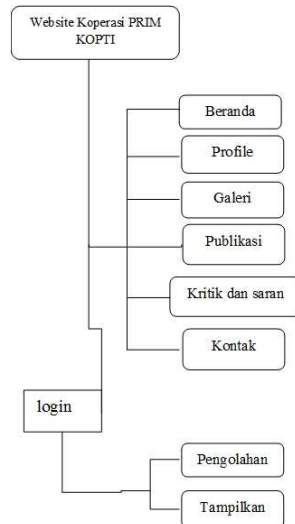 Website Koperasi PRIM
KOPTI
Beranda
Profile
Galeri
Publikasi
Kritik dan saran
Kontak
login
Pengolahan
Tampilkan